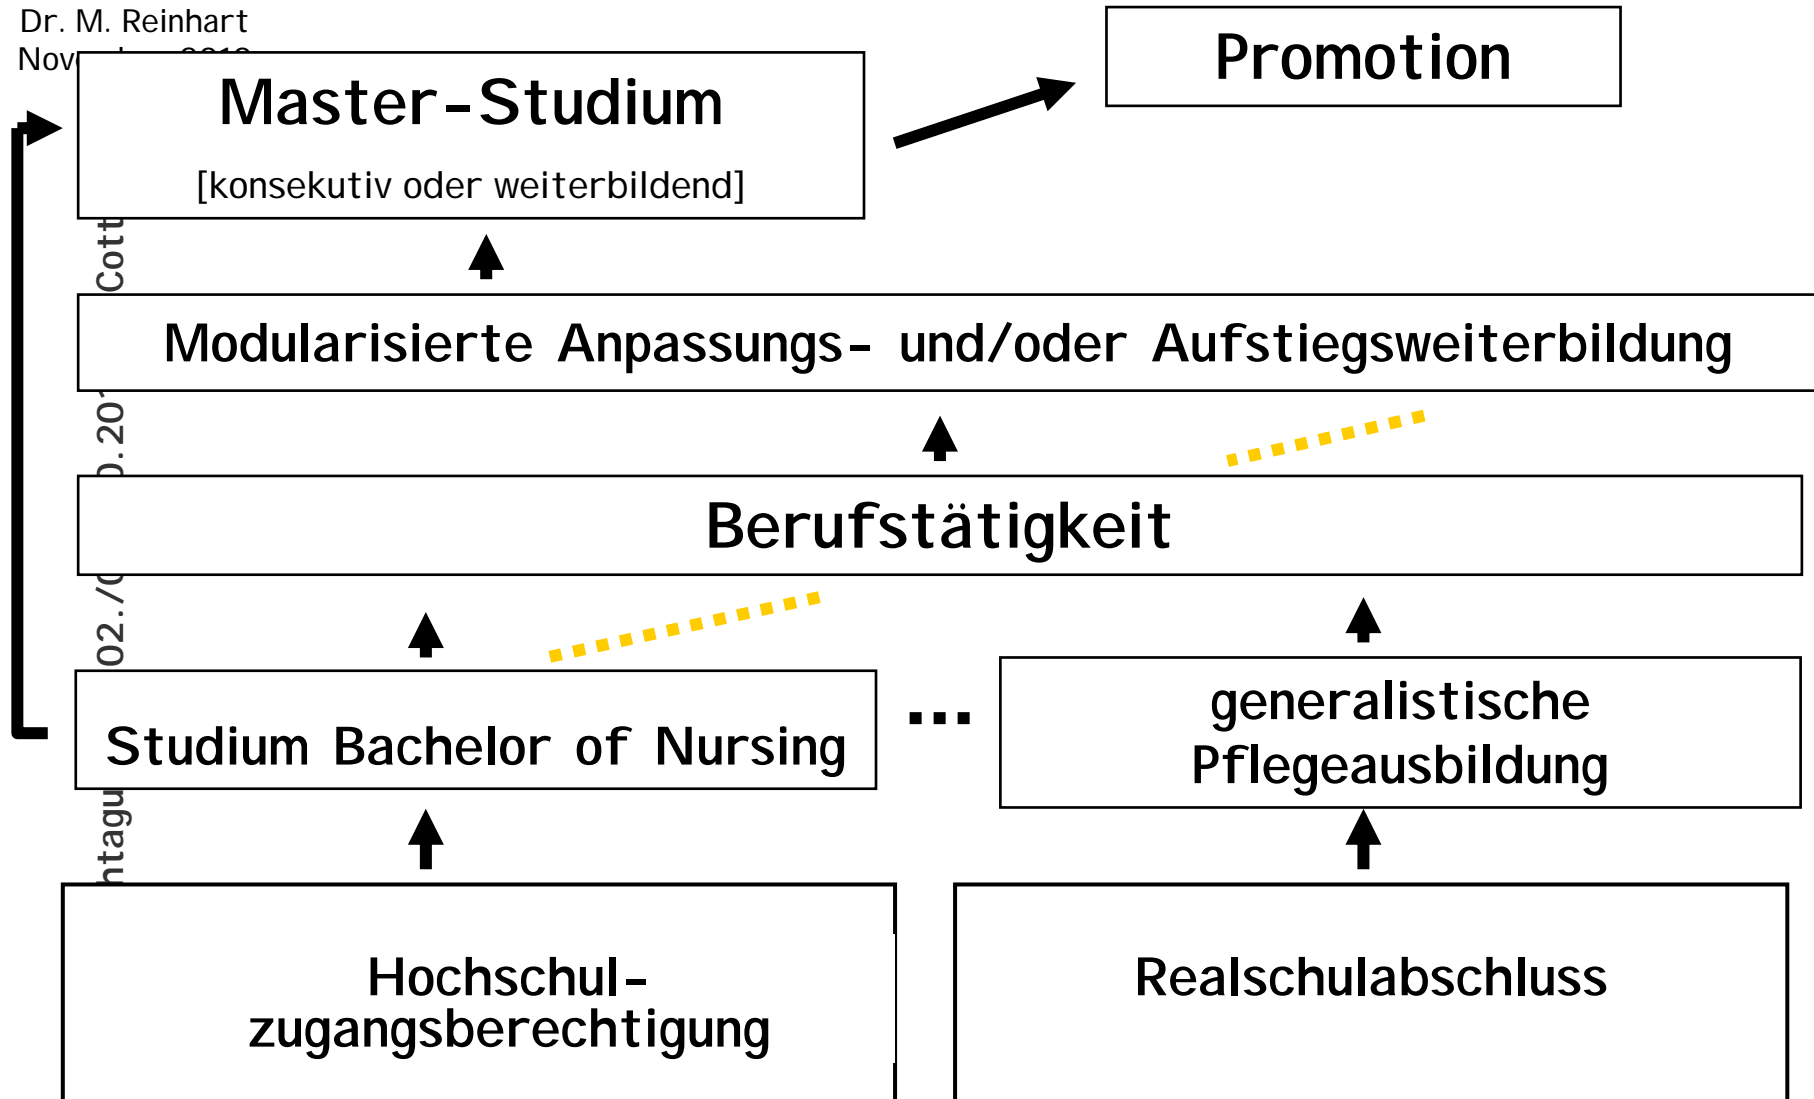 Dr. M. Reinhart
Promotion
Master-Studium
[konsekutiv oder weiterbildend]
Modularisierte Anpassungs- und/oder Aufstiegsweiterbildung
Berufstätigkeit
Studium Bachelor of Nursing
...
generalistische
Pflegeausbildung
Hochschul-
zugangsberechtigung
Realschulabschluss